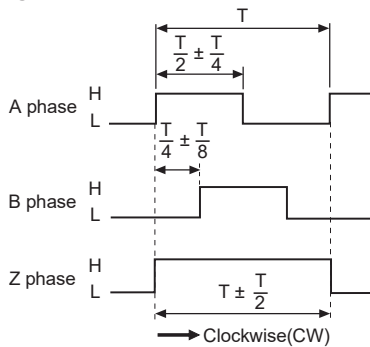 T
T/2 ± T/4
A phase H
L
T/4 ± T/8
B phase H
L
Z phase H
L
T ± T/2
Clockwise(CW)